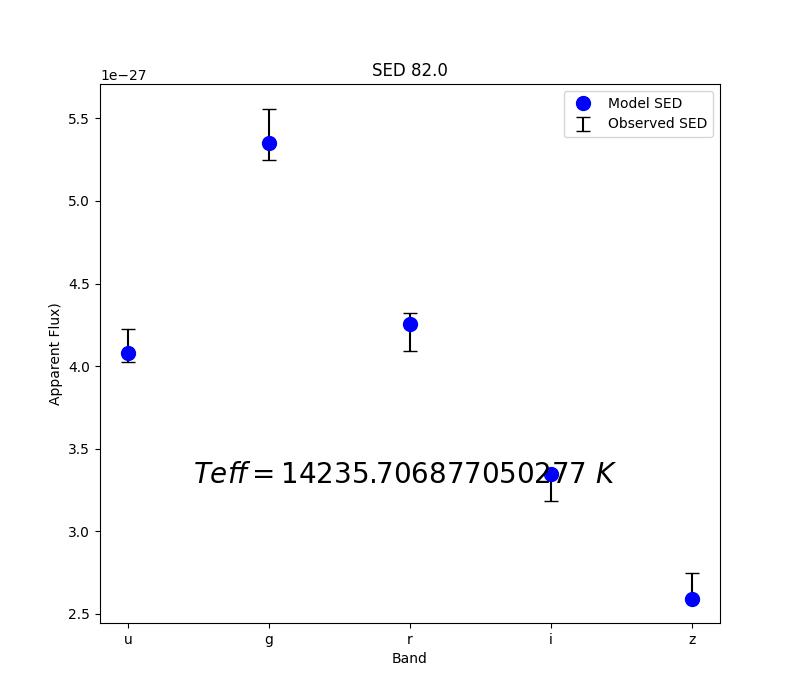 SED 82.0
1e−27
Model SED
Observed SED
5.5
5.0
4.5
4.0
3.5
3.0
2.5
Apparent Flux)
Teff = 14235.706877050277 K
u g r i z
Band